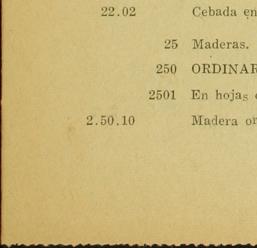 22.02 Cebada en
25 Maderas.
250 ORDINAR
2501 En hojas
2.50.10 Madera or